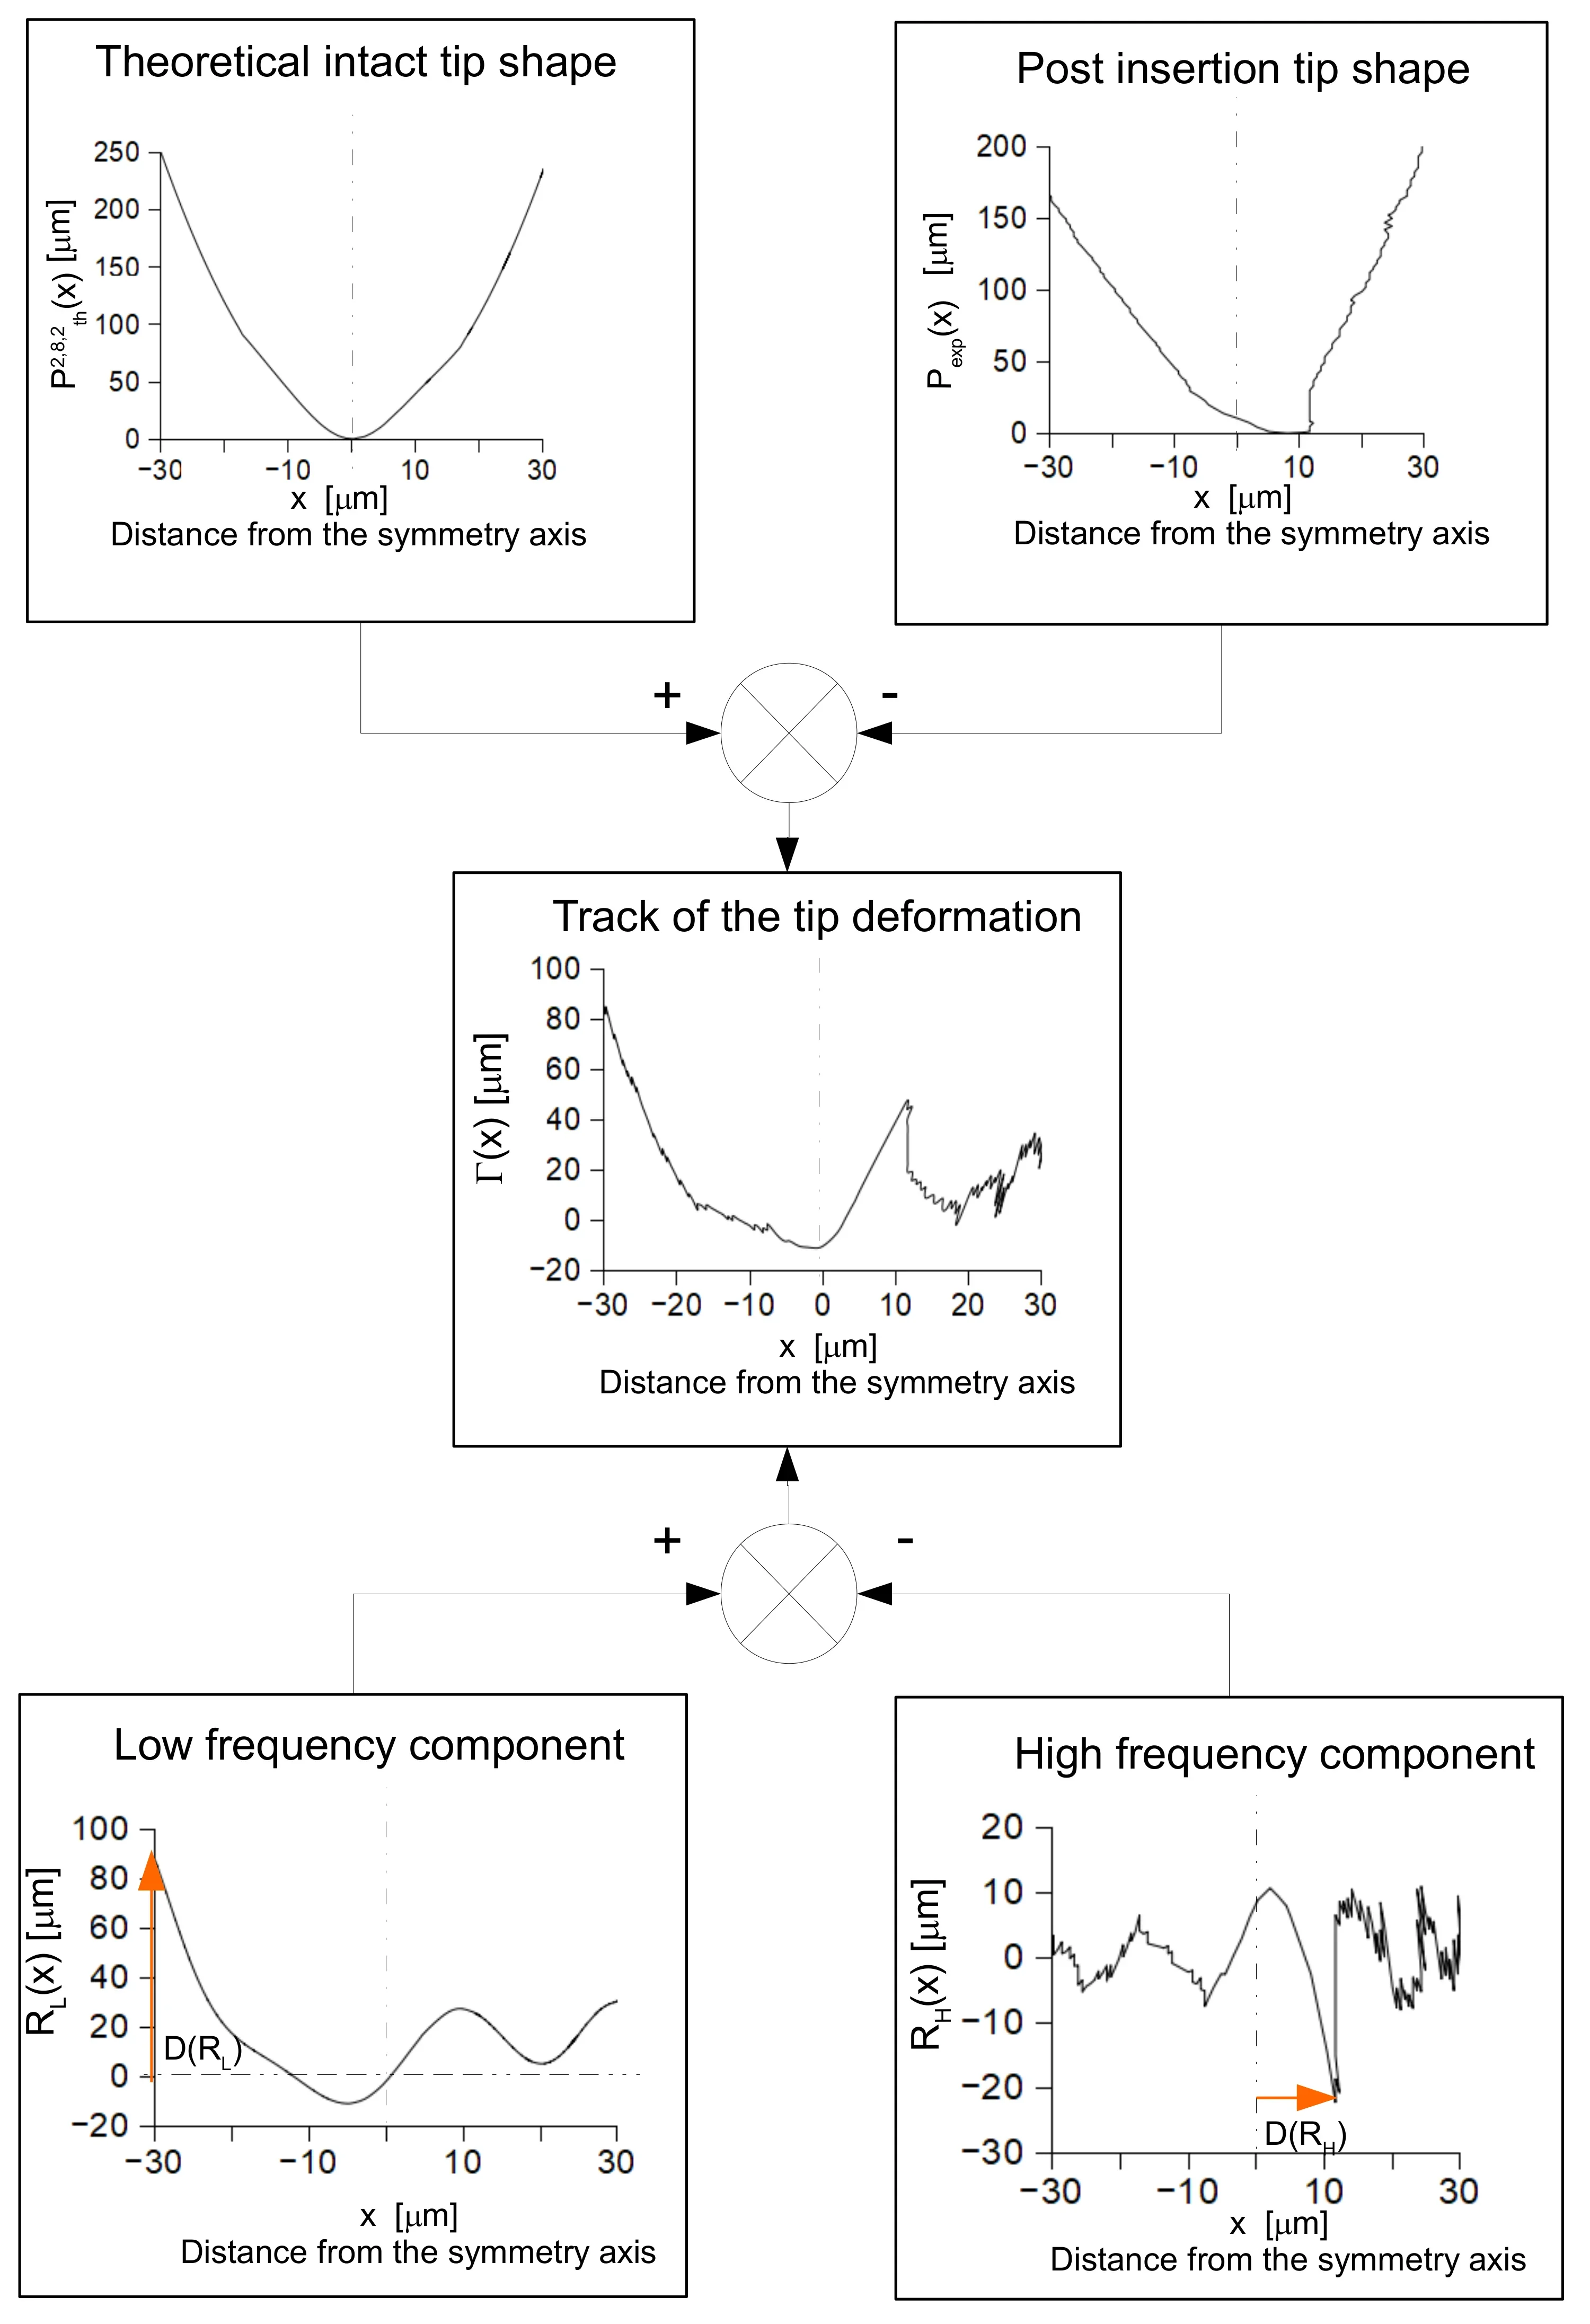 Theoretical intact tip shape
250
200
150
100
50
0
P2,8,2th(x) [μm]
−30
−10
10
30
x [μm]
Distance from the symmetry axis
Post insertion tip shape
200
150
100
50
0
Pexp(x) [μm]
−30
−10
10
30
x [μm]
Distance from the symmetry axis
+
-
Track of the tip deformation
100
80
60
40
20
0
−20
Γ(x) [μm]
−30 −20 −10 0 10 20 30
x [μm]
Distance from the symmetry axis
+
-
Low frequency component
100
80
60
40
20
0
−20
RL(x) [μm]
D(RL)
−30
−10
10
30
x [μm]
Distance from the symmetry axis
High frequency component
20
10
0
−10
−20
−30
RH(x) [μm]
D(RH)
−30
−10
10
30
x [μm]
Distance from the symmetry axis